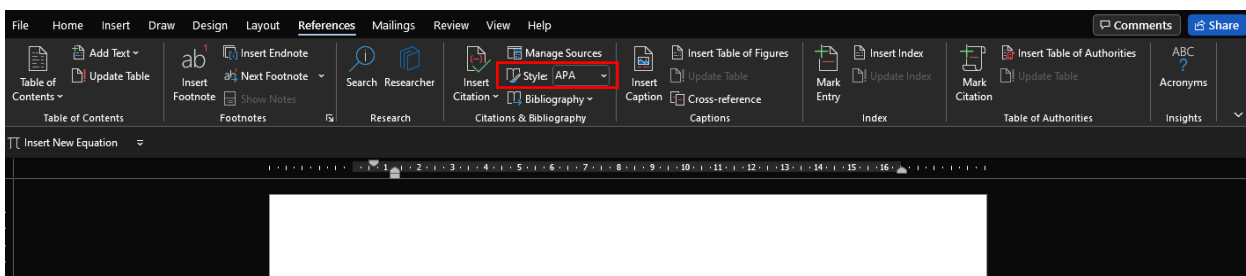 File Home Insert Draw Design Layout References Mailings Review View Help Comments Share
Table of Contents
Add Text
Update Table
Table of Contents
ab1
Insert Footnote
Insert Endnote
ab Next Footnote
Show Notes
Footnotes
Search Researcher
Research
Insert Citation
Manage Sources
Style: APA
Bibliography
Citations & Bibliography
Insert Caption
Insert Table of Figures
Update Table
Cross-reference
Captions
Mark Entry
Insert Index
Update Index
Index
Mark Citation
Insert Table of Authorities
Update Table
Table of Authorities
ABC
?
Acronyms
Insights
π Insert New Equation
1 2 3 4 5 6 7 8 9 10 11 12 13 14 15 16